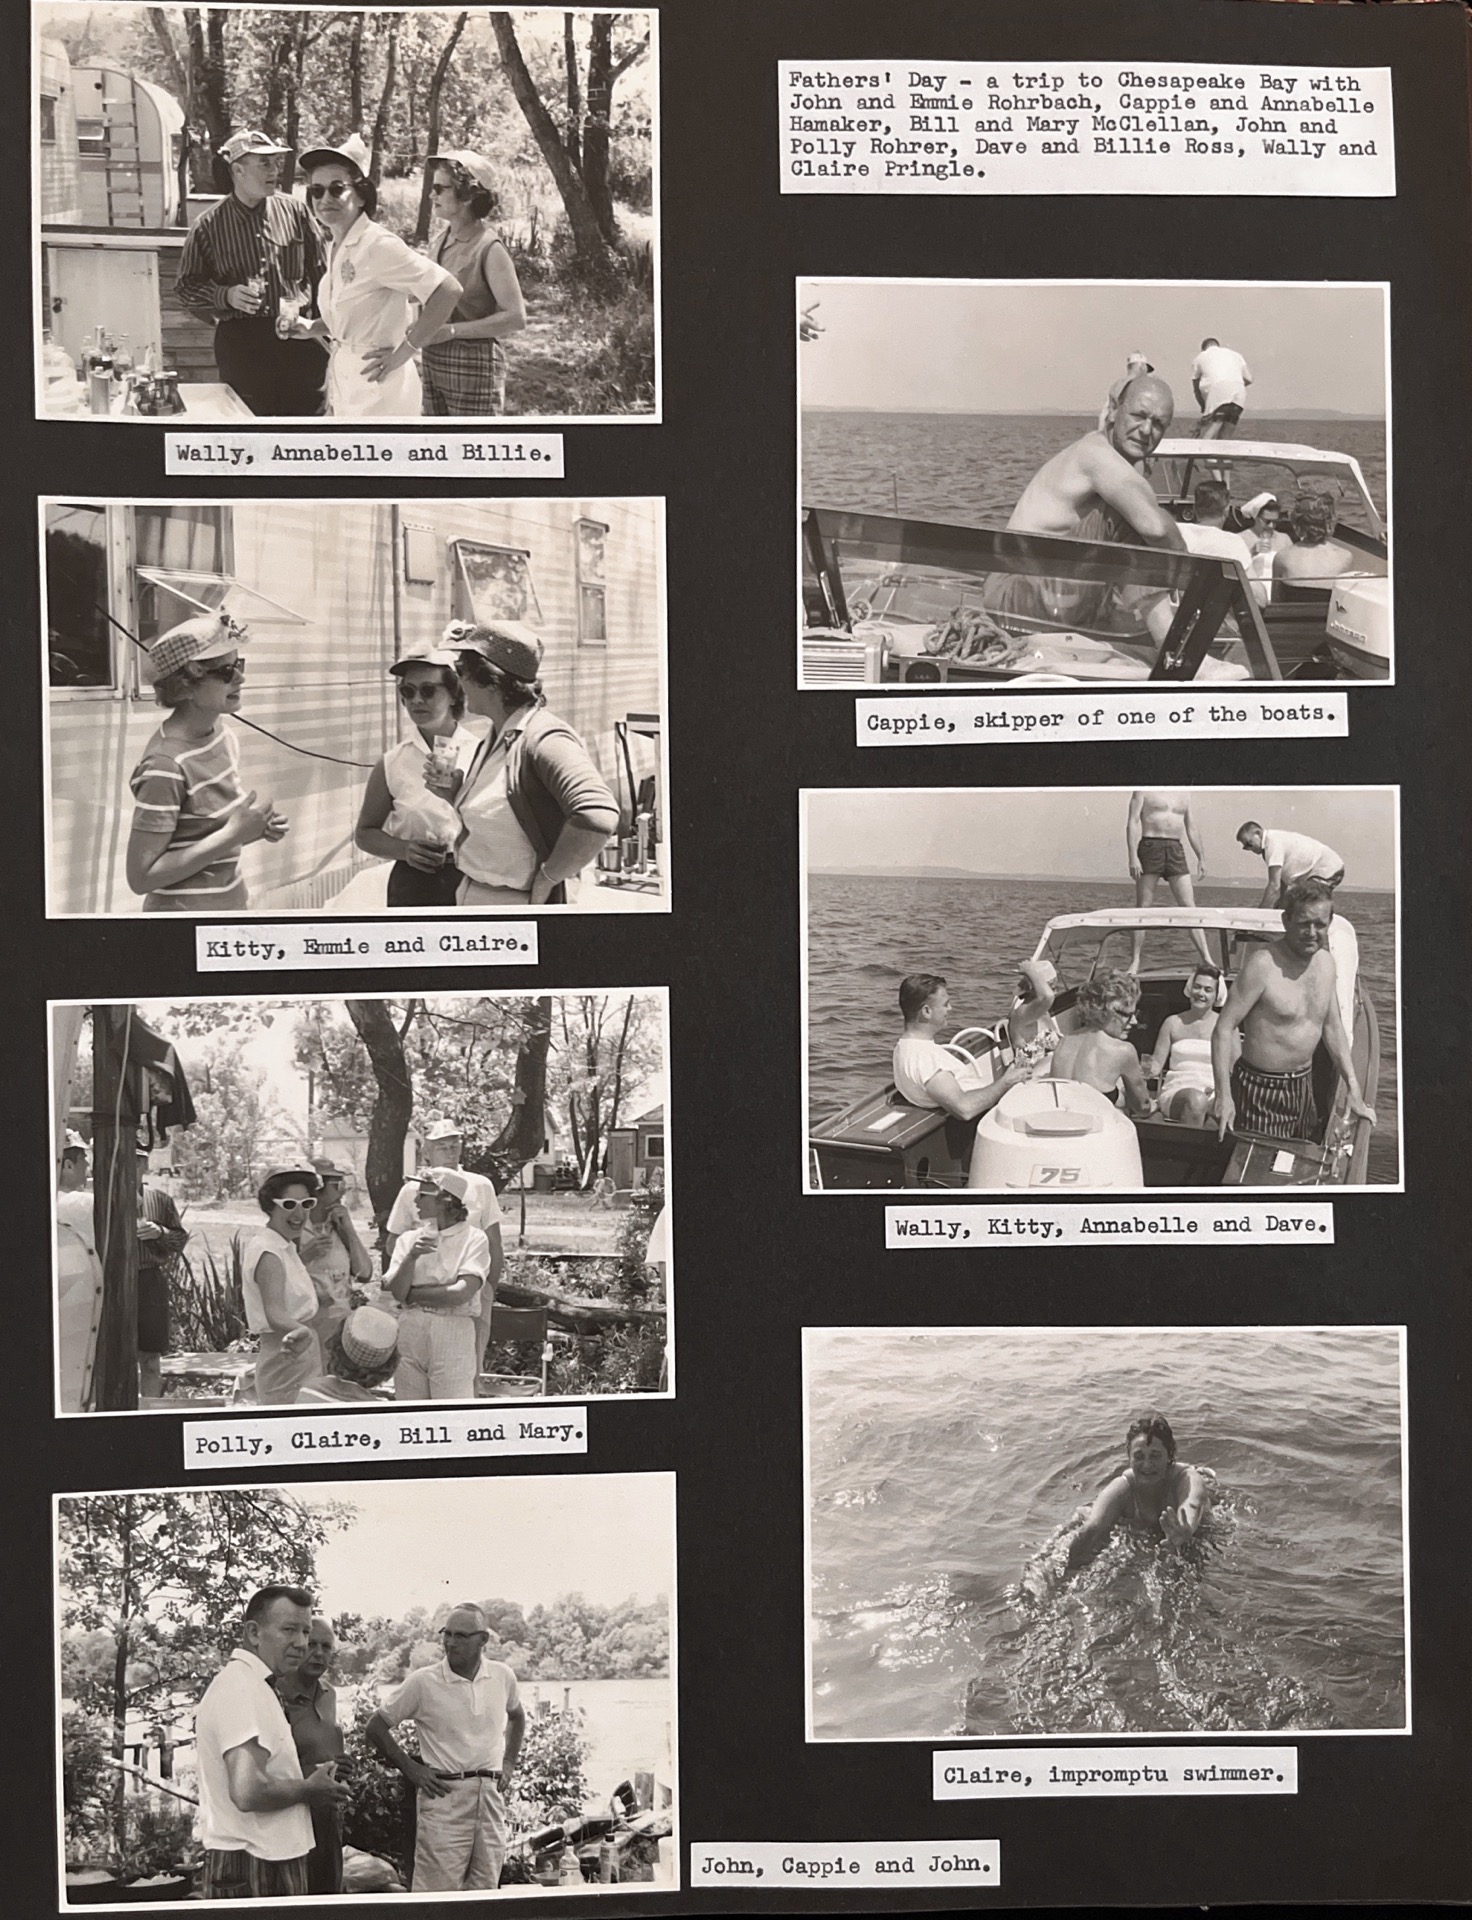 Fathers' Day - a trip to Chesapeake Bay with
John and Emmie Rohrbach, Cappie and Annabelle
Hamaker, Bill and Mary McClellan, John and
Polly Rohrer, Dave and Billie Ross, Wally and
Claire Pringle.
Wally, Annabelle and Billie.
Kitty, Emmie and Claire.
Polly, Claire, Bill and Mary.
John, Cappie and John.
Johnson
Cappie, skipper of one of the boats.
75
Wally, Kitty, Annabelle and Dave.
Claire, impromptu swimmer.